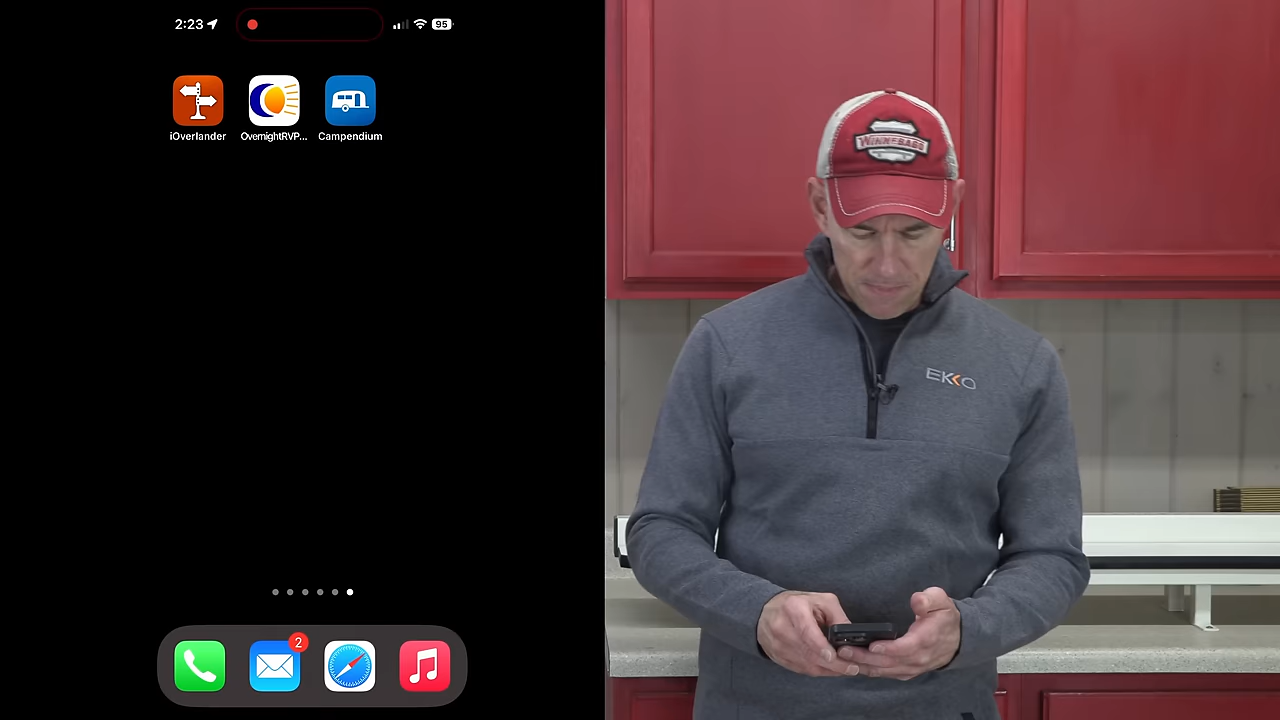 2:23
95
iOverlander
OvernightRVP...
Campendium
2
WINNEBAGO
EKKO